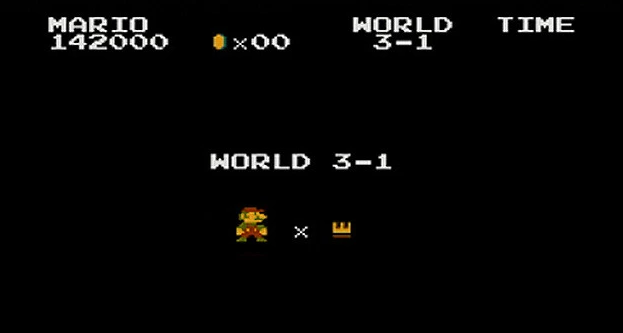 MARIO WORLD TIME
142000 ×00 3-1
WORLD 3-1
×